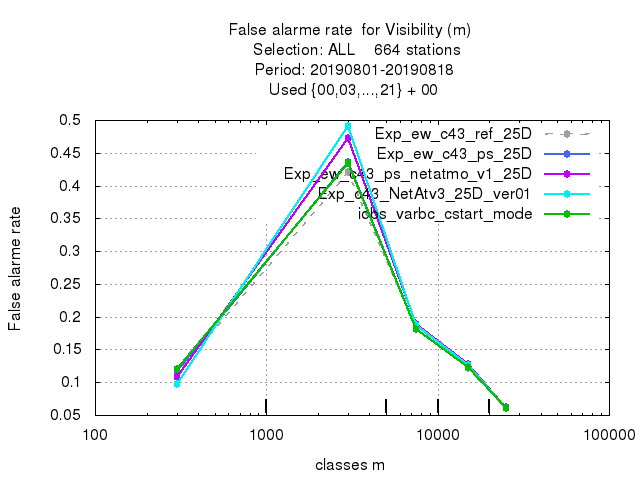 False alarme rate  for Visibility (m)
Selection: ALL    664 stations
Period: 20190801-20190818
Used {00,03,...,21} + 00
Exp_ew_c43_ref_25D
Exp_ew_c43_ps_25D
Exp_ew_c43_ps_netatmo_v1_25D
Exp_c43_NetAtv3_25D_ver01
iobs_varbc_cstart_mode
False alarme rate
0.5
0.45
0.4
0.35
0.3
0.25
0.2
0.15
0.1
0.05
100
1000
10000
100000
classes m